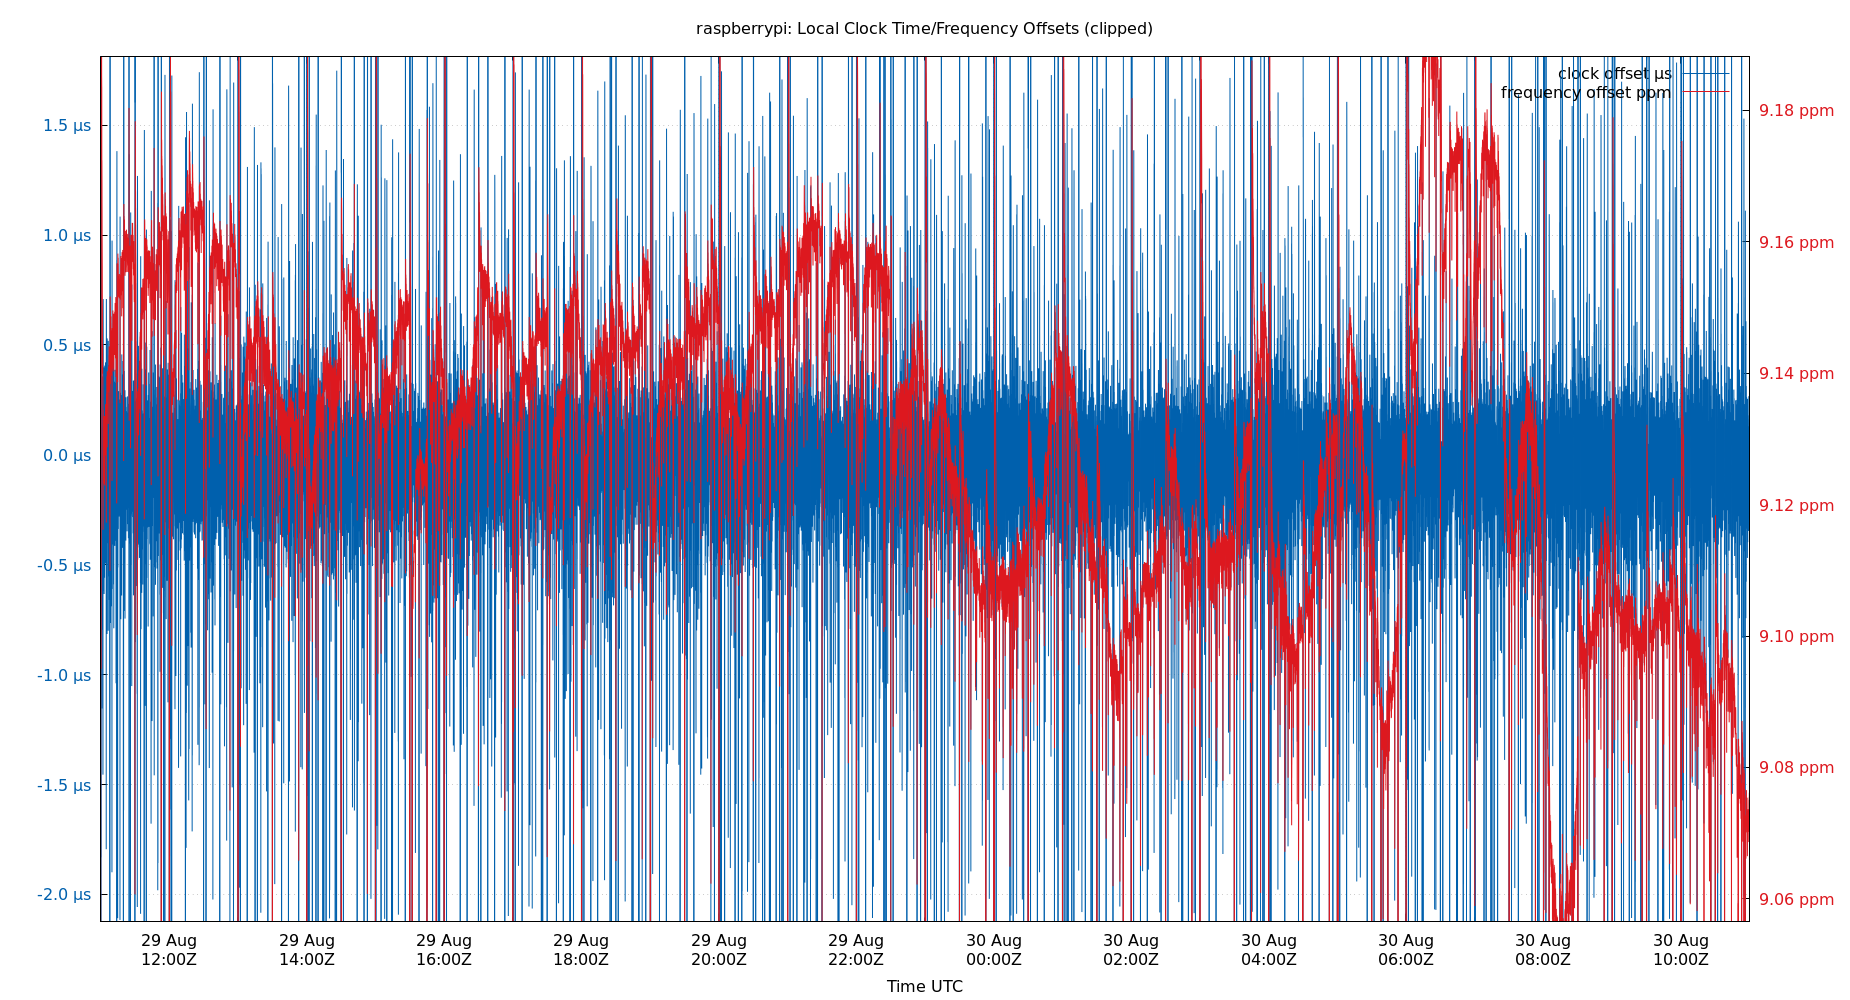 raspberrypi: Local Clock Time/Frequency Offsets (clipped)
clock offset µs
frequency offset ppm
1.5 µs
1.0 µs
0.5 µs
0.0 µs
-0.5 µs
-1.0 µs
-1.5 µs
-2.0 µs
9.18 ppm
9.16 ppm
9.14 ppm
9.12 ppm
9.10 ppm
9.08 ppm
9.06 ppm
29 Aug 29 Aug 29 Aug 29 Aug 29 Aug 29 Aug 30 Aug 30 Aug 30 Aug 30 Aug 30 Aug 30 Aug
12:00Z 14:00Z 16:00Z 18:00Z 20:00Z 22:00Z 00:00Z 02:00Z 04:00Z 06:00Z 08:00Z 10:00Z
Time UTC